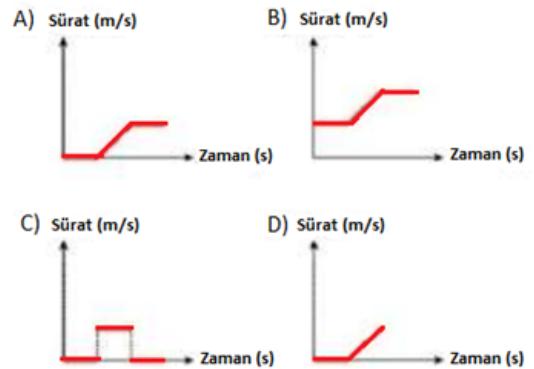 A) Sürat (m/s)
Zaman (s)
B) Sürat (m/s)
Zaman (s)
C) Sürat (m/s)
Zaman (s)
D) Sürat (m/s)
Zaman (s)